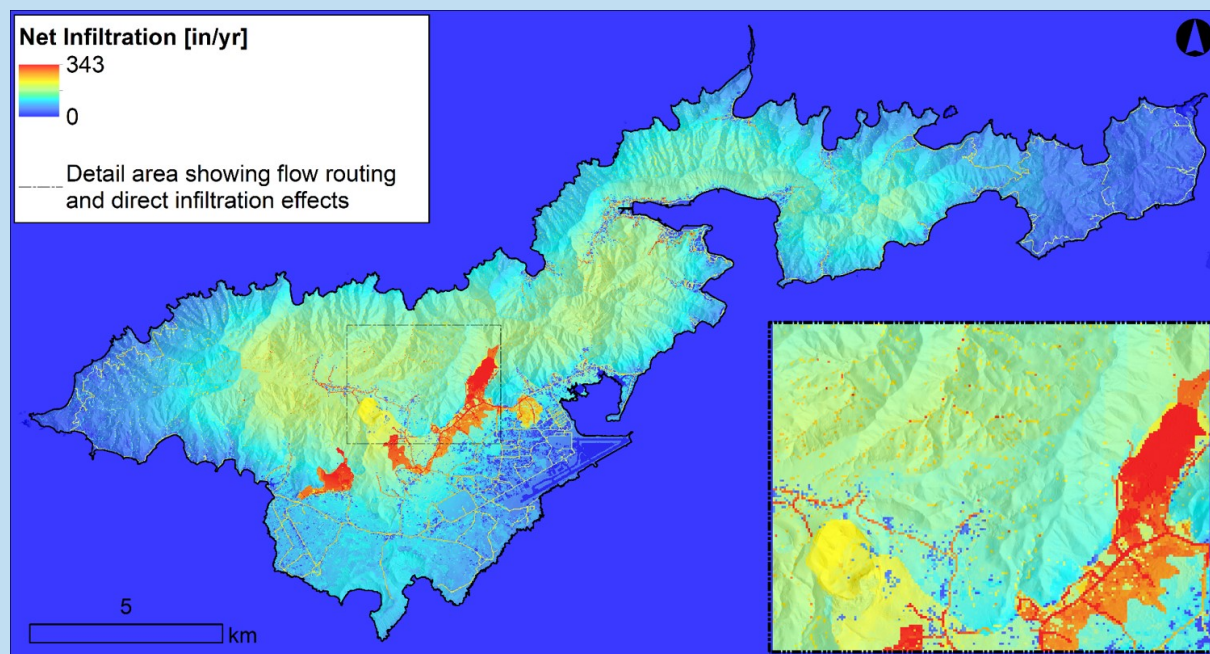 Net Infiltration [in/yr]
343
0
Detail area showing flow routing
and direct infiltration effects
5
km